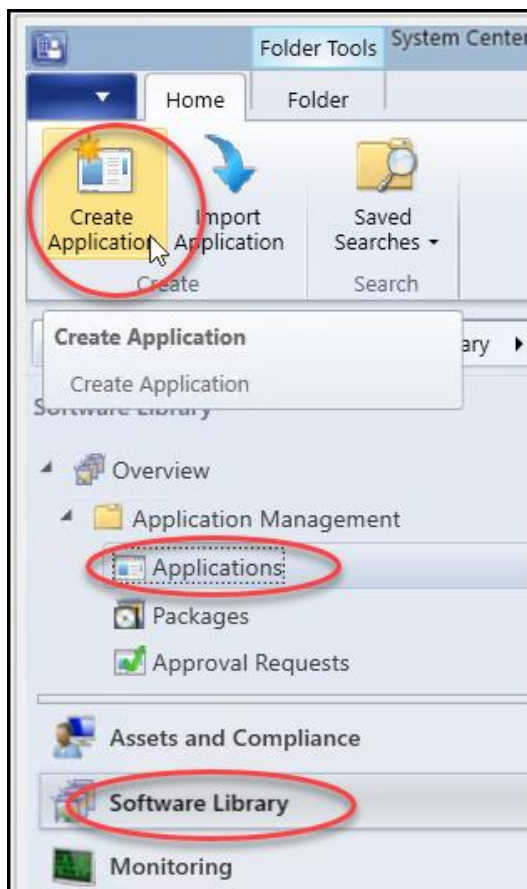 Folder Tools System Center
Home Folder
Create Application
Import Application
Saved Searches
Create Search
Create Application
ary
Create Application
Software Library
Overview
Application Management
Applications
Packages
Approval Requests
Assets and Compliance
Software Library
Monitoring